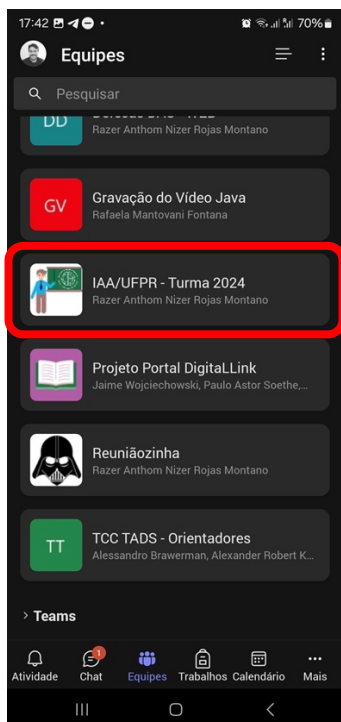 17:42
70%
Equipes
Pesquisar
DD
Razer Anthom Nizer Rojas Montano
GV
Gravação do Vídeo Java
Rafaela Mantovani Fontana
IAA/UFPR - Turma 2024
Razer Anthom Nizer Rojas Montano
Projeto Portal DigitaLLink
Jaime Wojciechowski, Paulo Astor Soethe,...
Reuniãozinha
Razer Anthom Nizer Rojas Montano
TT
TCC TADS - Orientadores
Alessandro Brawerman, Alexander Robert K...
> Teams
1
Atividade Chat Equipes Trabalhos Calendário Mais